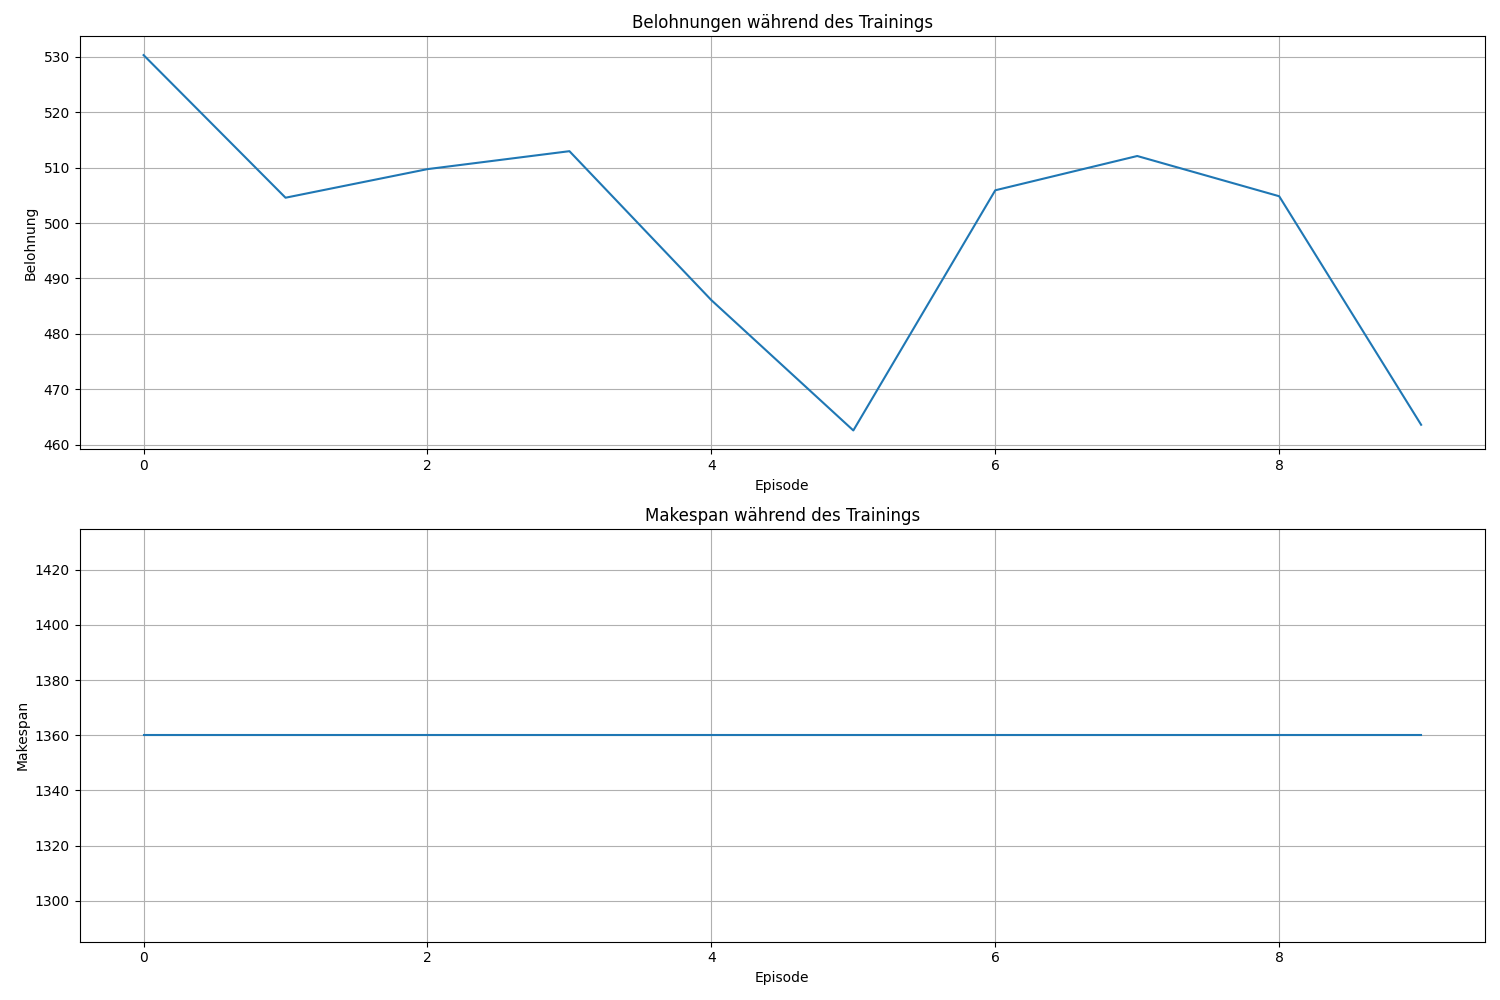 Belohnungen während des Trainings
530
520
510
500
490
480
470
460
Belohnung
0 2 4 6 8
Episode
Makespan während des Trainings
1420
1400
1380
1360
1340
1320
1300
Makespan
0 2 4 6 8
Episode